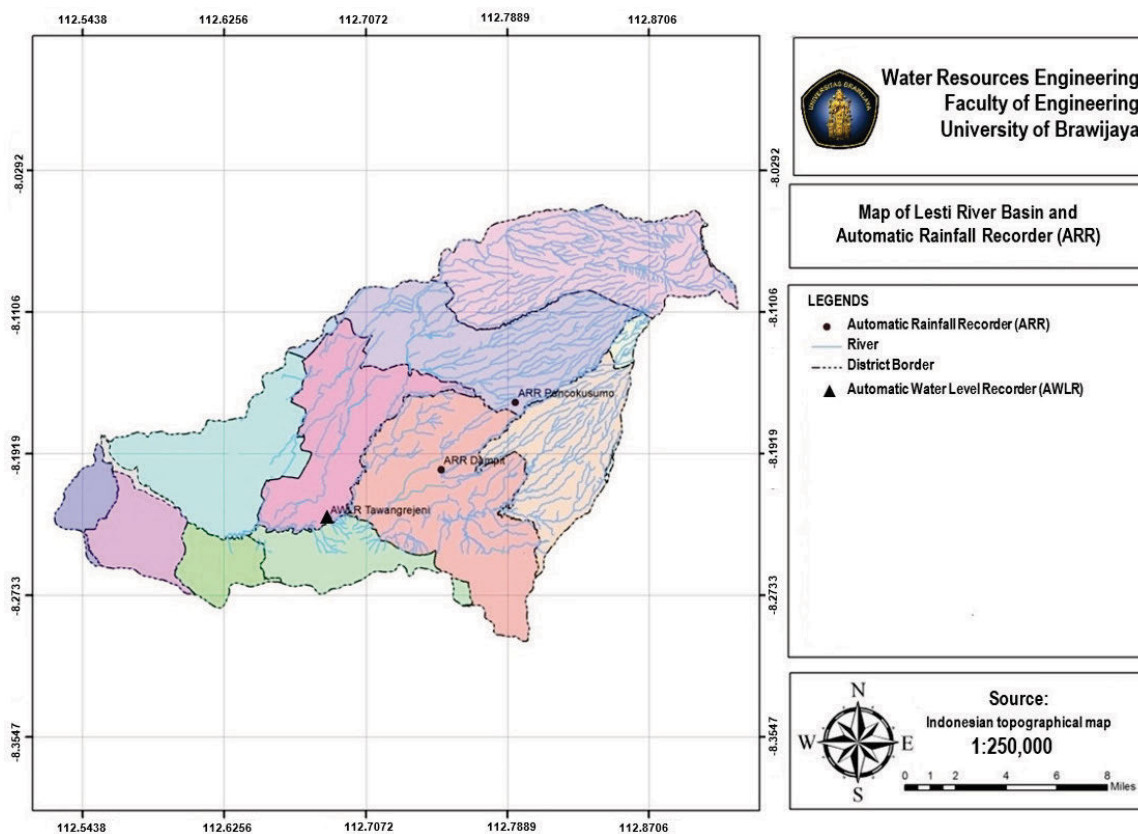 112.5438 112.6256 112.7072 112.7889 112.8706
-8.0292
-8.1106
-8.1919
-8.2733
-8.3547
ARR Poncokusumo
ARR Dampit
AWLR Tawangrejeni
-8.0292
-8.1106
-8.1919
-8.2733
-8.3547
112.5438 112.6256 112.7072 112.7889 112.8706
UNIVERSITAS BRAWIJAYA
Water Resources Engineering
Faculty of Engineering
University of Brawijaya
Map of Lesti River Basin and
Automatic Rainfall Recorder (ARR)
LEGENDS
Automatic Rainfall Recorder (ARR)
River
District Border
Automatic Water Level Recorder (AWLR)
N
W E
S
Source:
Indonesian topographical map
1:250,000
0 1 2 4 6 8
Miles